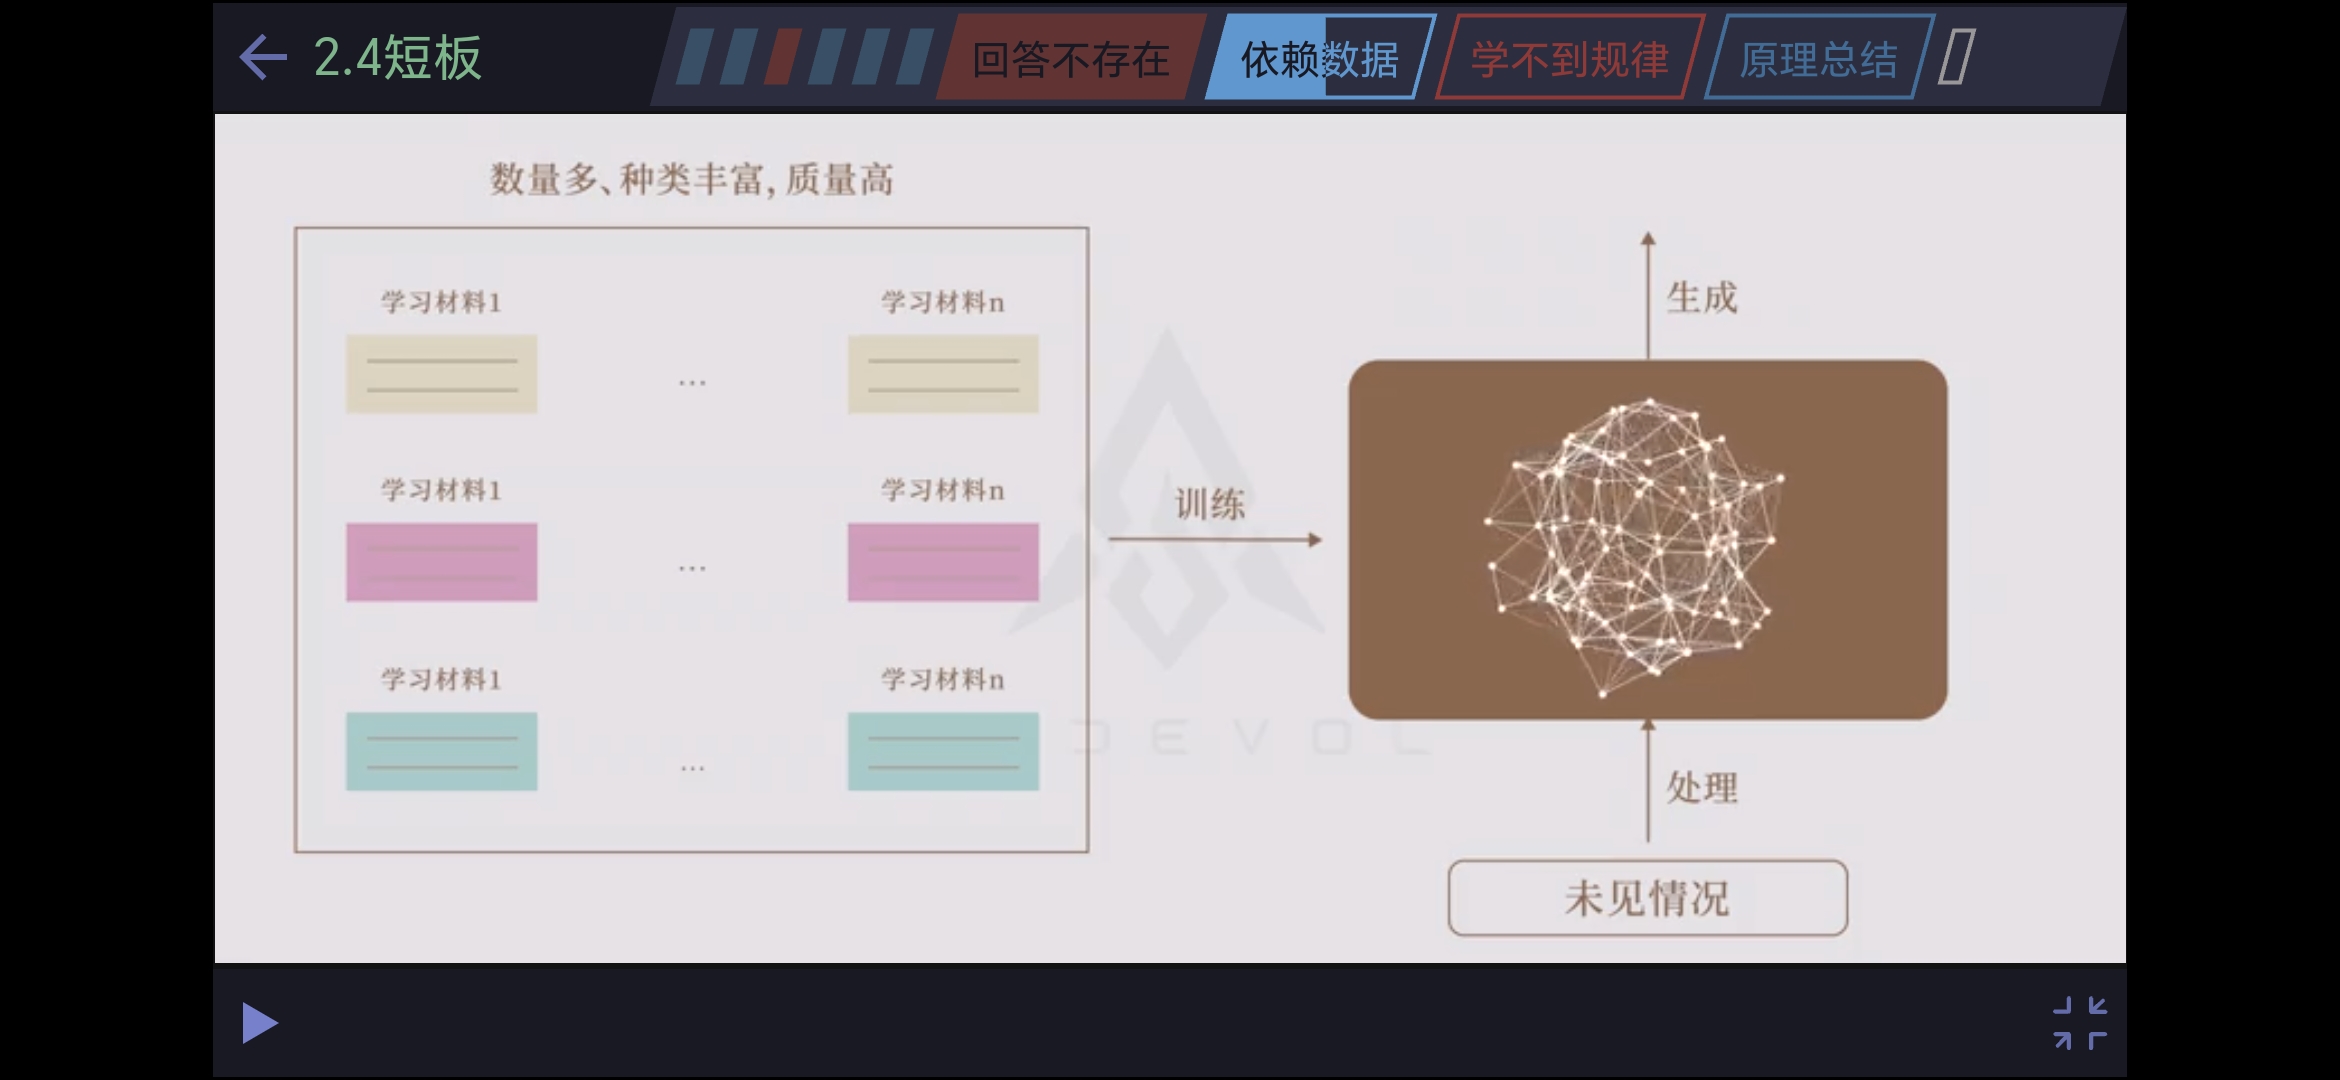 2.4短板
回答不存在
依赖数据
学不到规律
原理总结
数量多、种类丰富,质量高
学习材料1
学习材料n
...
学习材料1
学习材料n
...
学习材料1
学习材料n
...
训练
生成
处理
未见情况
DEVOL